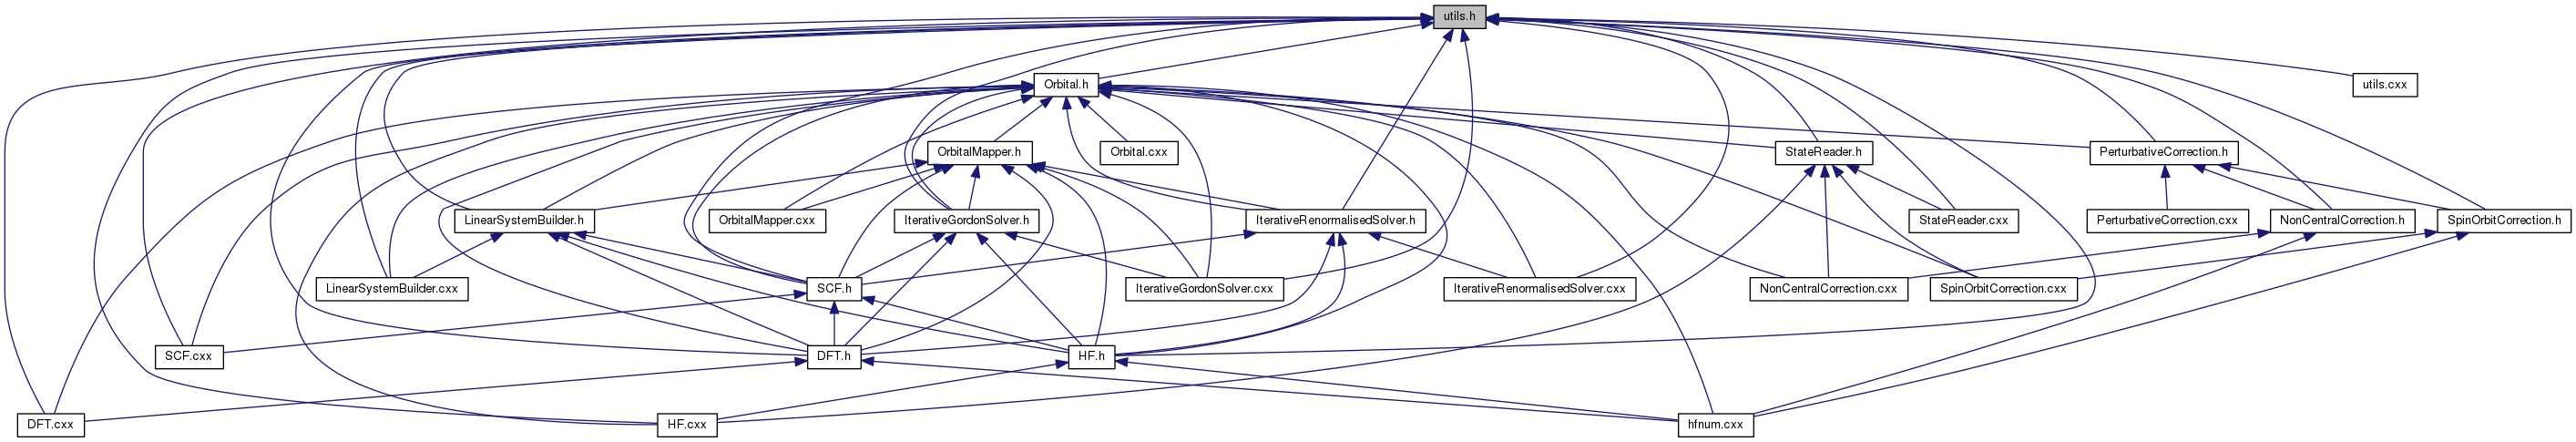 utils.h
Orbital.h
utils.cxx
OrbitalMapper.h
Orbital.cxx
StateReader.h
PerturbativeCorrection.h
LinearSystemBuilder.h
OrbitalMapper.cxx
IterativeGordonSolver.h
IterativeRenormalisedSolver.h
StateReader.cxx
PerturbativeCorrection.cxx
NonCentralCorrection.h
SpinOrbitCorrection.h
LinearSystemBuilder.cxx
SCF.h
IterativeGordonSolver.cxx
IterativeRenormalisedSolver.cxx
NonCentralCorrection.cxx
SpinOrbitCorrection.cxx
SCF.cxx
DFT.h
HF.h
DFT.cxx
HF.cxx
hfnum.cxx